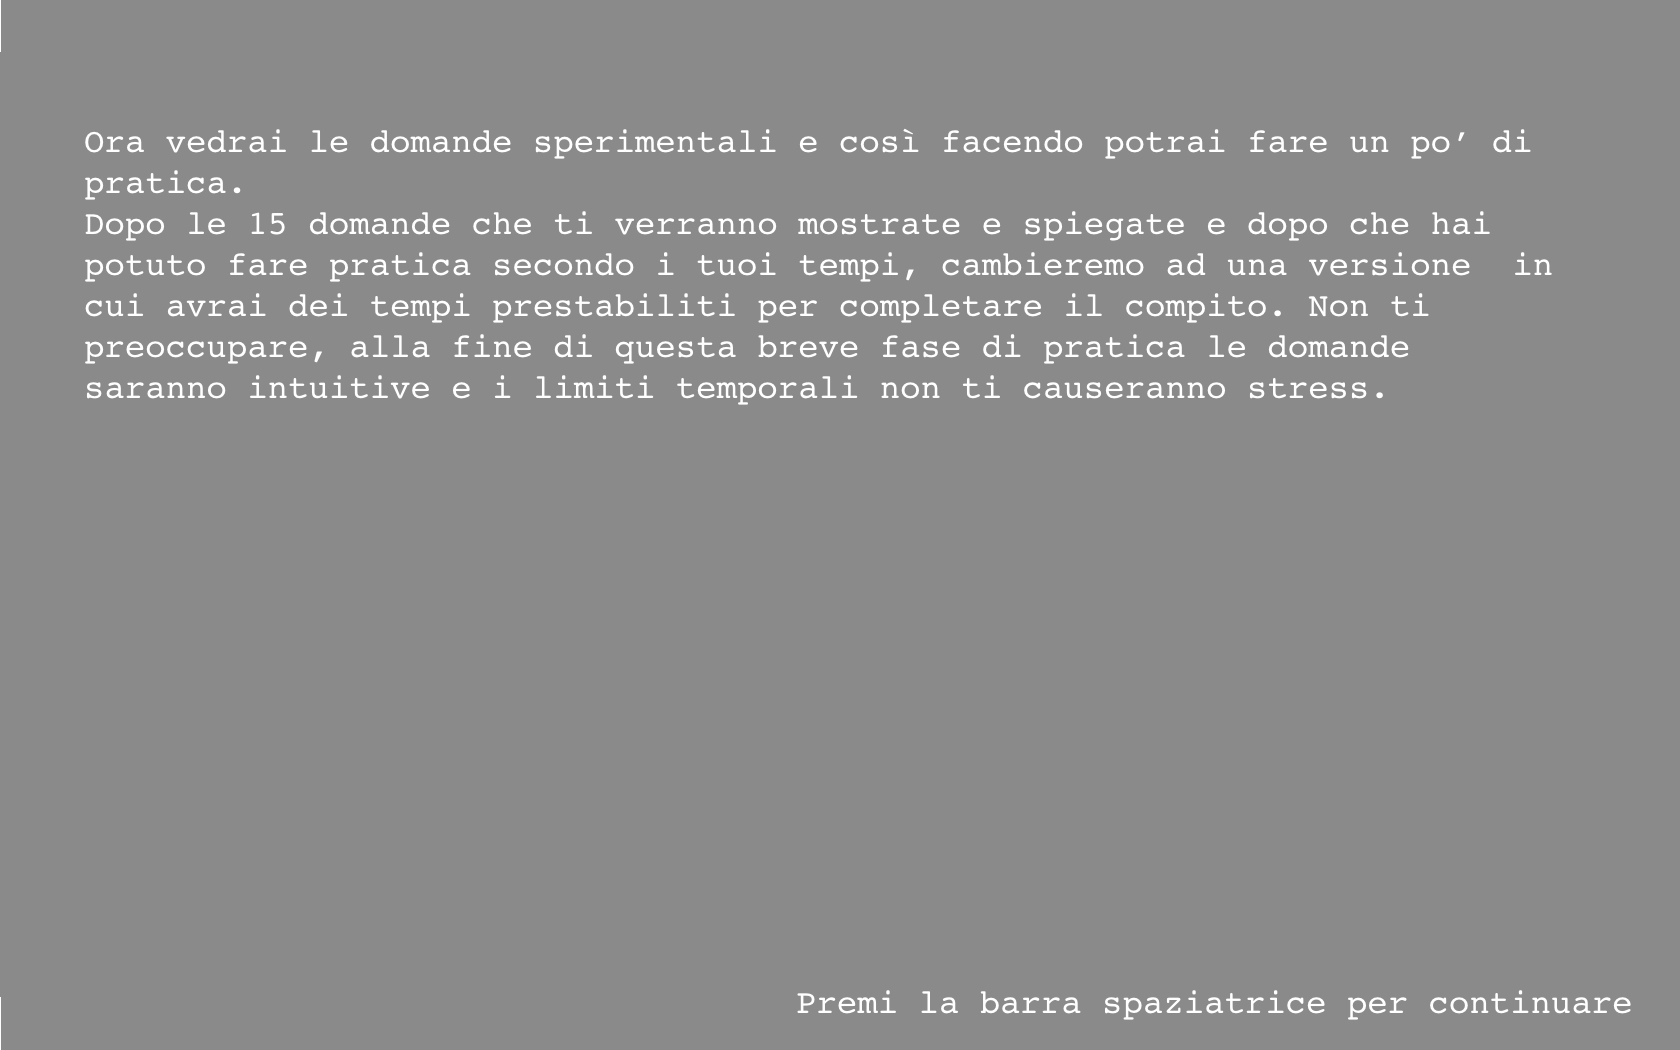 Ora vedrai le domande sperimentali e così facendo potrai fare un po’ di
pratica.
Dopo le 15 domande che ti verranno mostrate e spiegate e dopo che hai
potuto fare pratica secondo i tuoi tempi, cambieremo ad una versione  in
cui avrai dei tempi prestabiliti per completare il compito. Non ti
preoccupare, alla fine di questa breve fase di pratica le domande
saranno intuitive e i limiti temporali non ti causeranno stress.
Premi la barra spaziatrice per continuare